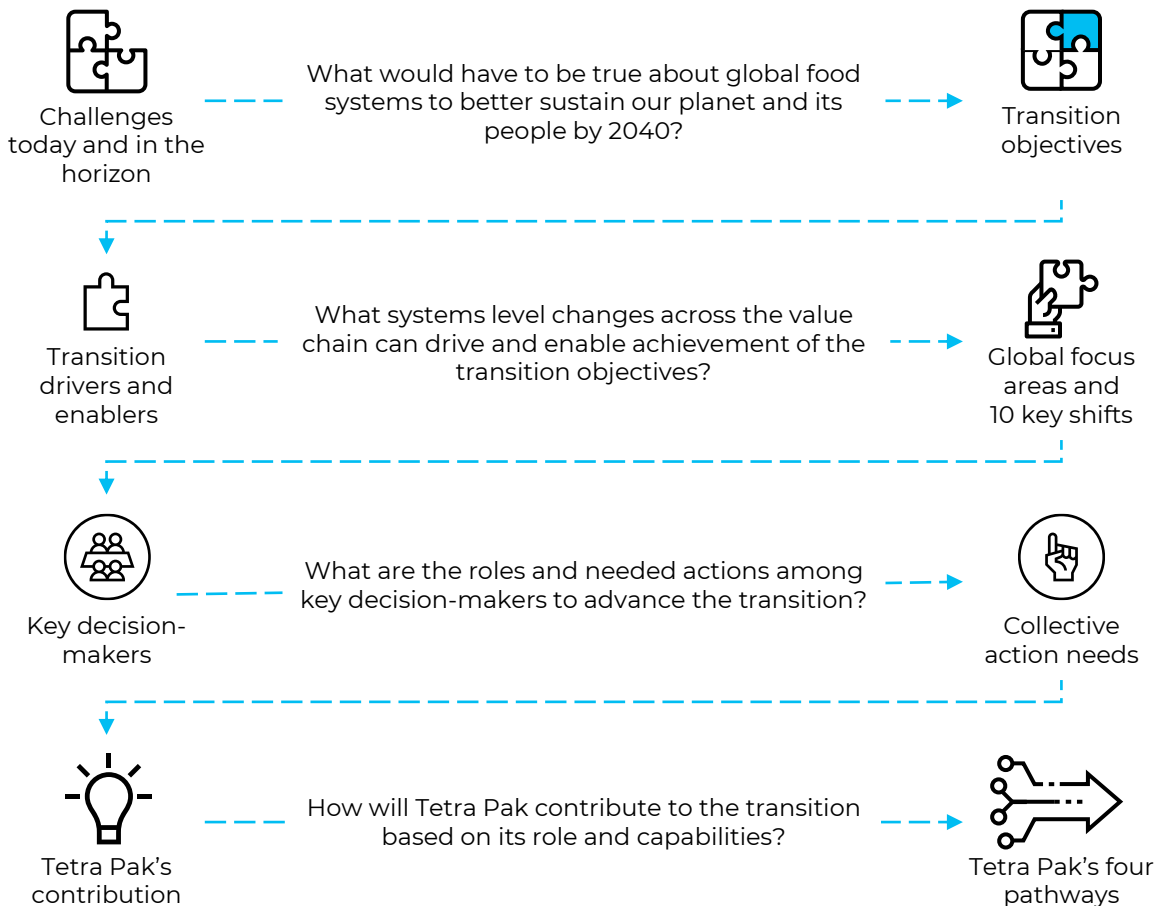 Challenges
today and in the
horizon
What would have to be true about global food
systems to better sustain our planet and its
people by 2040?
Transition
objectives
Transition
drivers and
enablers
What systems level changes across the value
chain can drive and enable achievement of the
transition objectives?
Global focus
areas and
10 key shifts
Key decision-
makers
What are the roles and needed actions among
key decision-makers to advance the transition?
Collective
action needs
Tetra Pak’s
contribution
How will Tetra Pak contribute to the transition
based on its role and capabilities?
Tetra Pak’s four
pathways